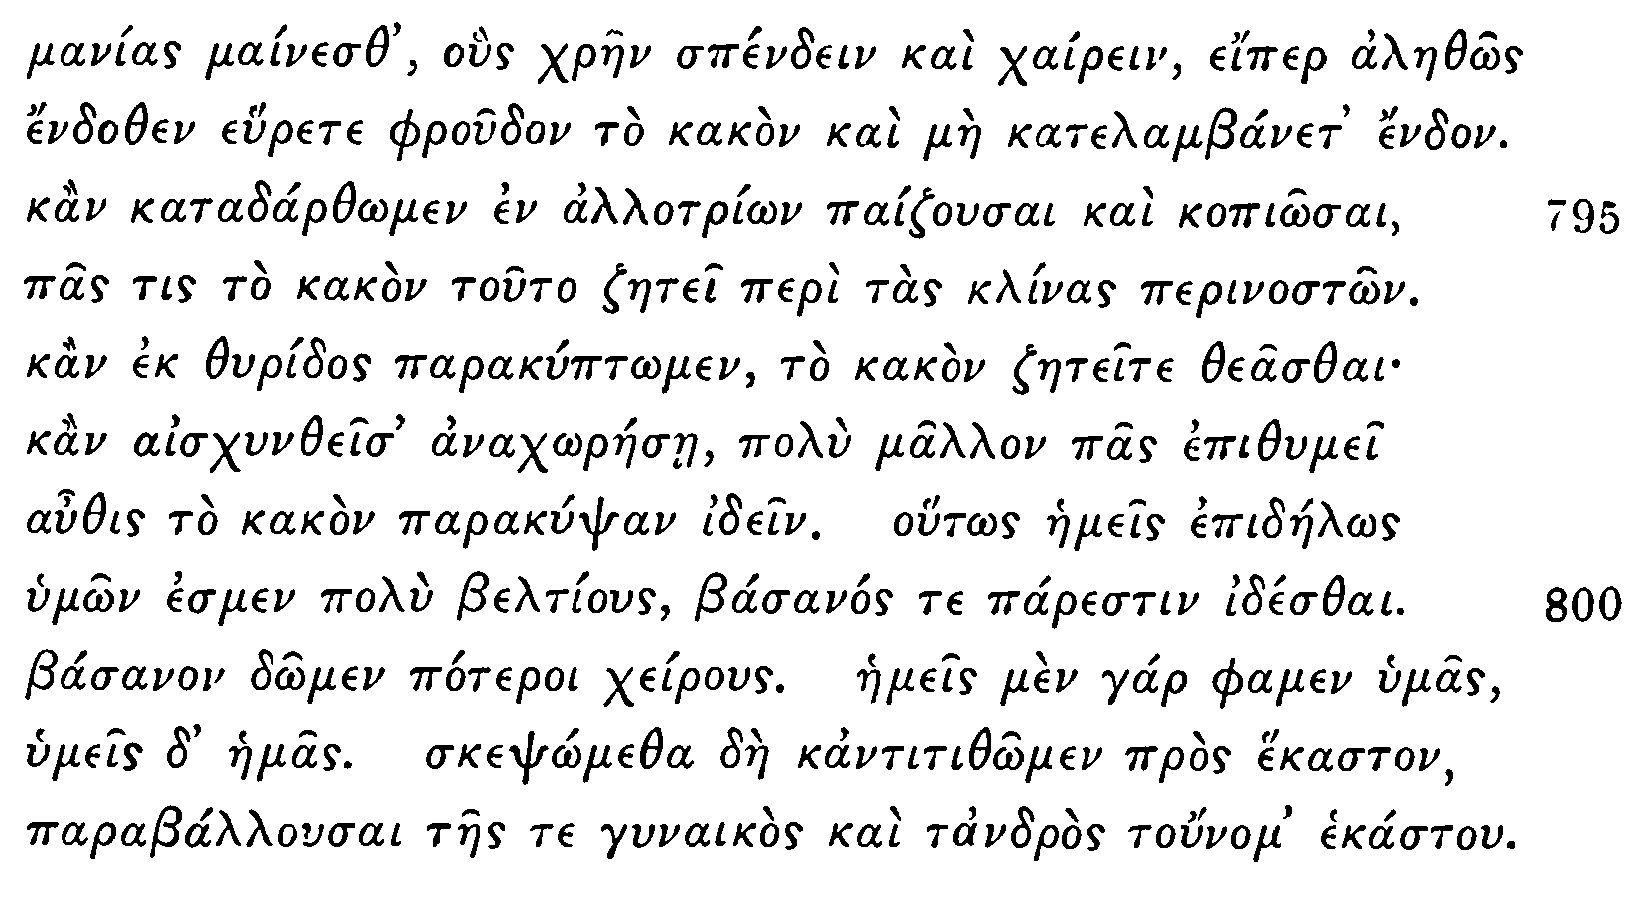 μανίας μαίνεσθ’, οὓς χρῆν σπένδειν καὶ χαίρειν, εἴπερ ἀληθῶς
ἔνδοθεν εὕρετε φροῦδον τὸ κακὸν καὶ μὴ κατελαμβάνετ’ ἔνδον.
κἂν καταδάρθωμεν ἐν ἀλλοτρίων παίζουσαι καὶ κοπιῶσαι, 795
πᾶς τις τὸ κακὸν τοῦτο ζητεῖ περὶ τὰς κλίνας περινοστῶν.
κἂν ἐκ θυρίδος παρακύπτωμεν, τὸ κακὸν ζητεῖτε θεᾶσθαι·
κἂν αἰσχυνθεῖσ’ ἀναχωρήσῃ, πολὺ μᾶλλον πᾶς ἐπιθυμεῖ
αὖθις τὸ κακὸν παρακύψαν ἰδεῖν. οὕτως ἡμεῖς ἐπιδήλως
ὑμῶν ἐσμεν πολὺ βελτίους, βάσανός τε πάρεστιν ἰδέσθαι. 800
βάσανον δῶμεν πότεροι χείρους. ἡμεῖς μὲν γάρ φαμεν ὑμᾶς,
ὑμεῖς δ’ ἡμᾶς. σκεψώμεθα δὴ κἀντιτιθῶμεν πρὸς ἕκαστον,
παραβάλλουσαι τῆς τε γυναικὸς καὶ τἀνδρὸς τοὔνομ’ ἑκάστου.